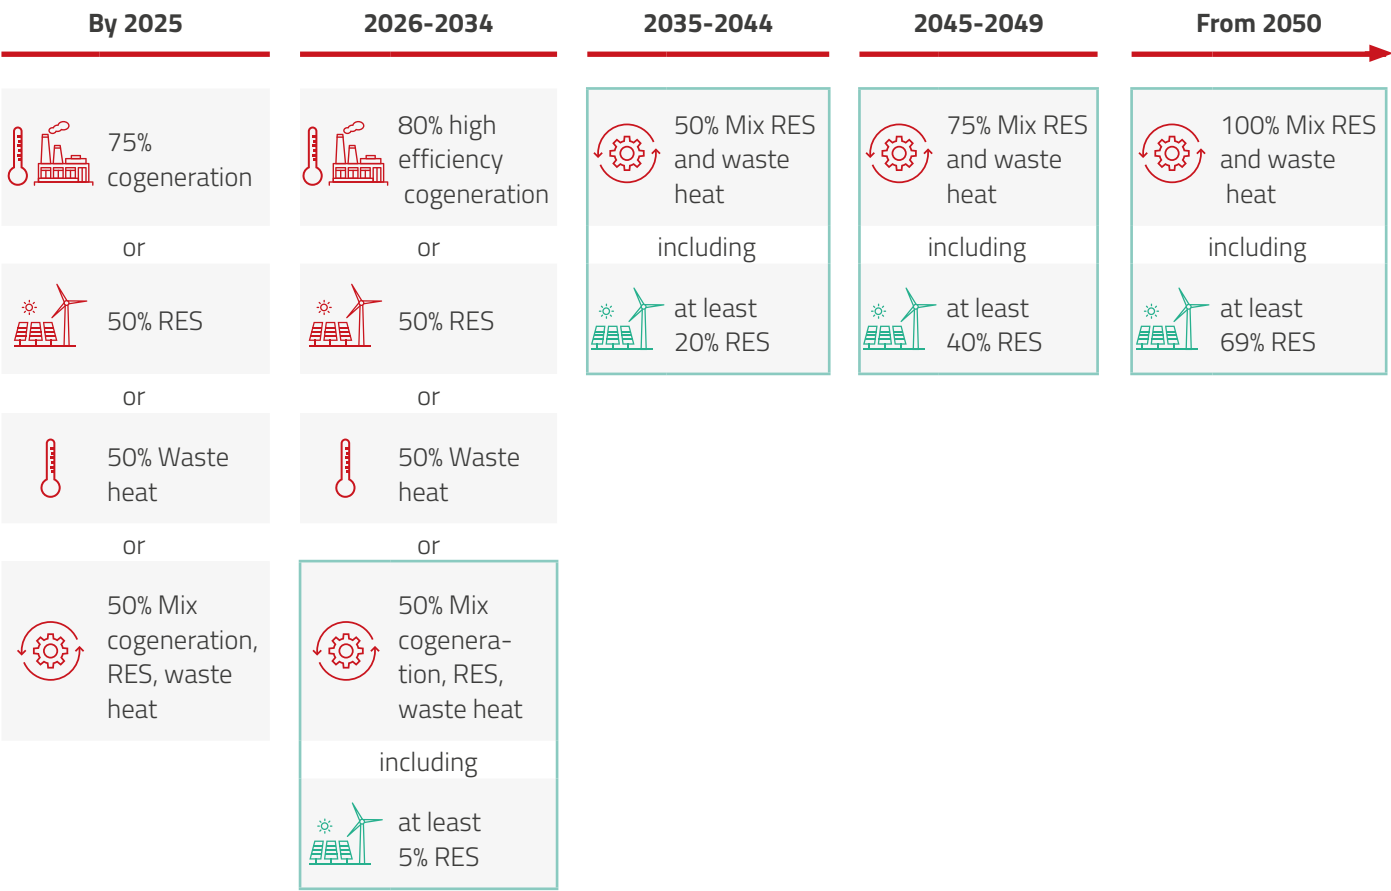 By 2025
75%
cogeneration
or
50% RES
or
50% Waste
heat
or
50% Mix
cogeneration,
RES, waste
heat
2026-2034
80% high
efficiency
cogeneration
or
50% RES
or
50% Waste
heat
or
50% Mix
cogenera-
tion, RES,
waste heat
including
at least
5% RES
2035-2044
50% Mix RES
and waste
heat
including
at least
20% RES
2045-2049
75% Mix RES
and waste
heat
including
at least
40% RES
From 2050
100% Mix RES
and waste
heat
including
at least
69% RES